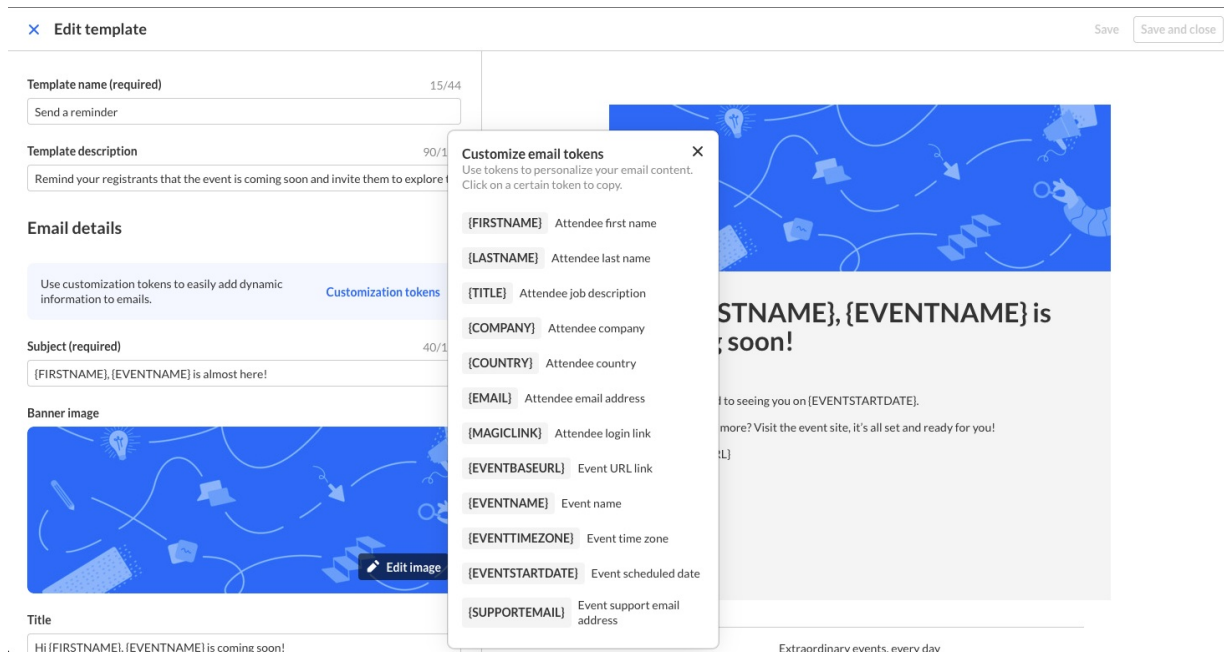 Edit template
Save
Save and close
Template name (required)
15/44
Send a reminder
Template description
90/1
Remind your registrants that the event is coming soon and invite them to explore
Email details
Use customization tokens to easily add dynamic
information to emails.
Customization tokens
Subject (required)
40/1
{FIRSTNAME}, {EVENTNAME} is almost here!
Banner image
Edit image
Title
Hi {FIRSTNAME}, {EVENTNAME} is coming soon!
Customize email tokens
Use tokens to personalize your email content.
Click on a certain token to copy.
{FIRSTNAME} Attendee first name
{LASTNAME} Attendee last name
{TITLE} Attendee job description
{COMPANY} Attendee company
{COUNTRY} Attendee country
{EMAIL} Attendee email address
{MAGICLINK} Attendee login link
{EVENTBASEURL} Event URL link
{EVENTNAME} Event name
{EVENTTIMEZONE} Event time zone
{EVENTSTARTDATE} Event scheduled date
{SUPPORTEMAIL} Event support email
address
STNAME}, {EVENTNAME} is
soon!
to seeing you on {EVENTSTARTDATE}.
more? Visit the event site, it's all set and ready for you!
L}
Extraordinary events, every day